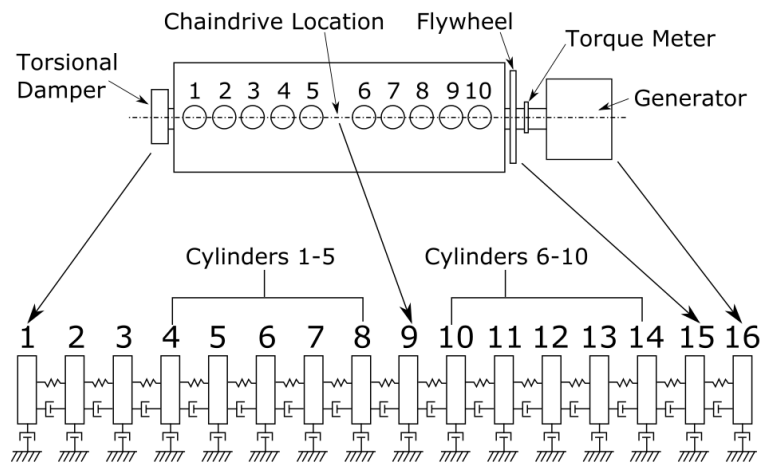 Chaindrive Location
Flywheel
Torque Meter
Torsional
Damper
1 2 3 4 5 6 7 8 9 10
Generator
Cylinders 1-5
Cylinders 6-10
1 2 3 4 5 6 7 8 9 10 11 12 13 14 15 16